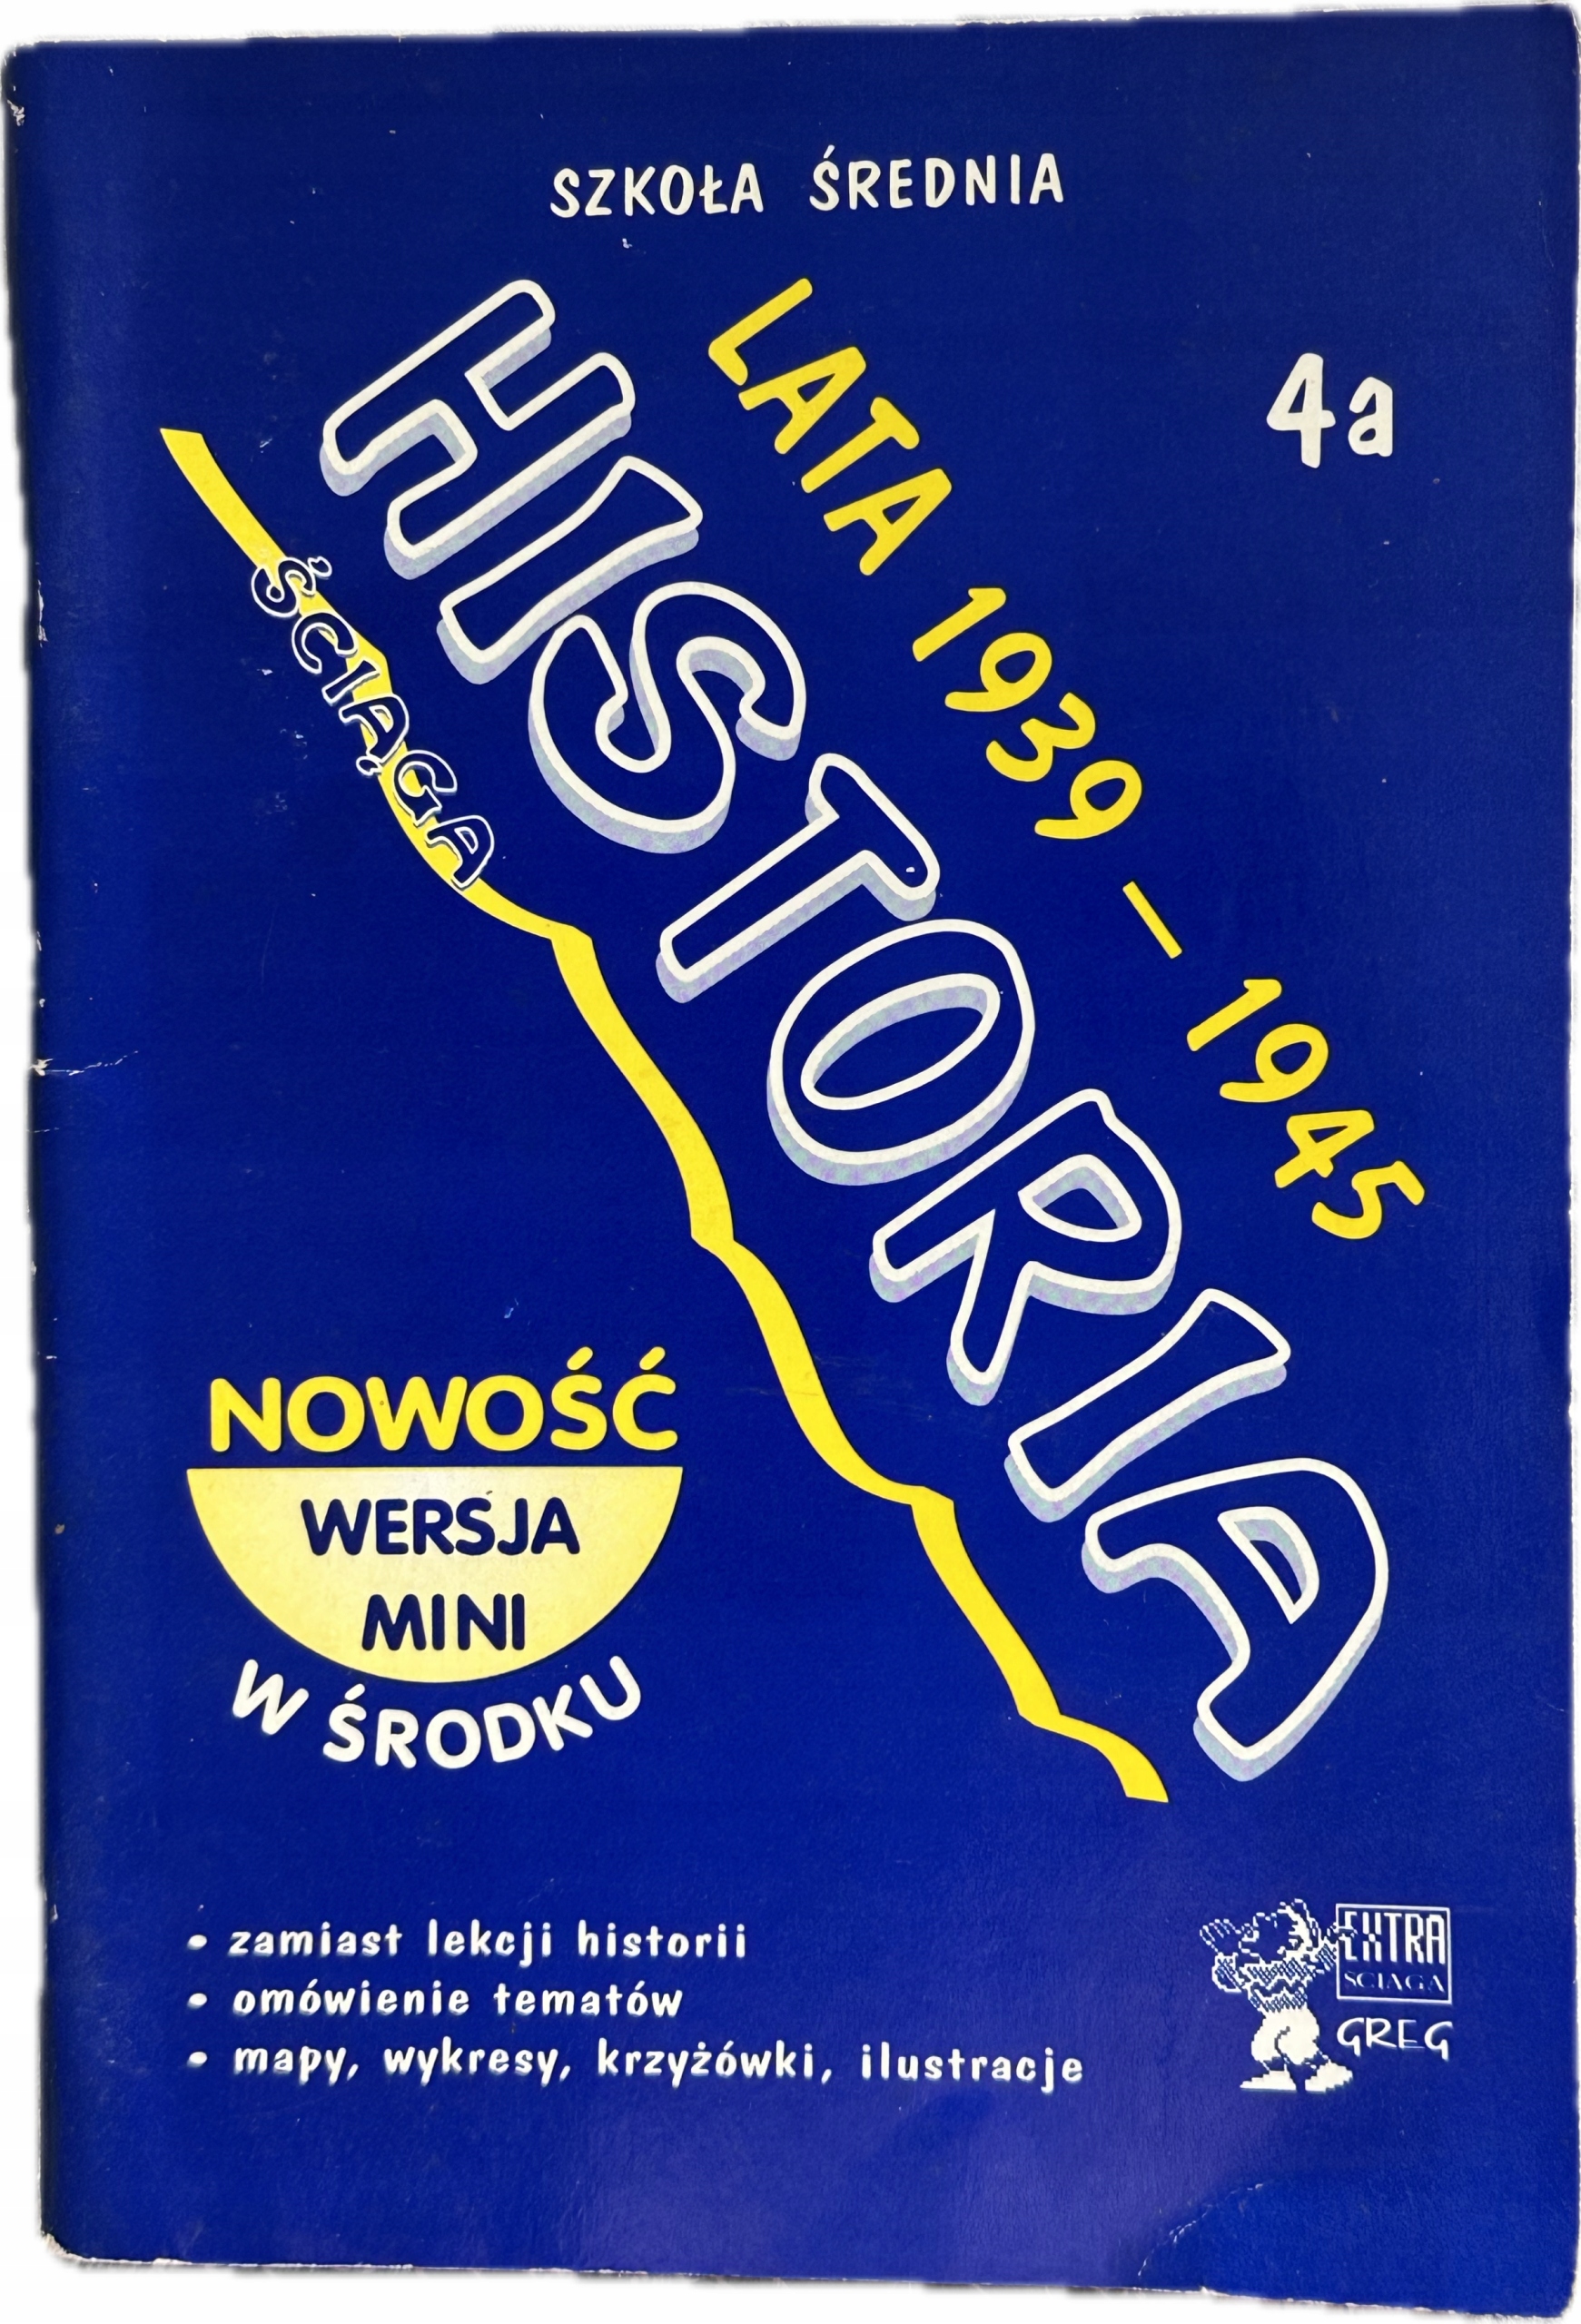 SZKOŁA ŚREDNIA
4a
LATA 1939 – 1945
HISTORIA
ŚCIĄGA
NOWOŚĆ
WERSJA
MINI
W ŚRODKU
• zamiast lekcji historii
• omówienie tematów
• mapy, wykresy, krzyżówki, ilustracje
EXTRA
ŚCIĄGA
GREG